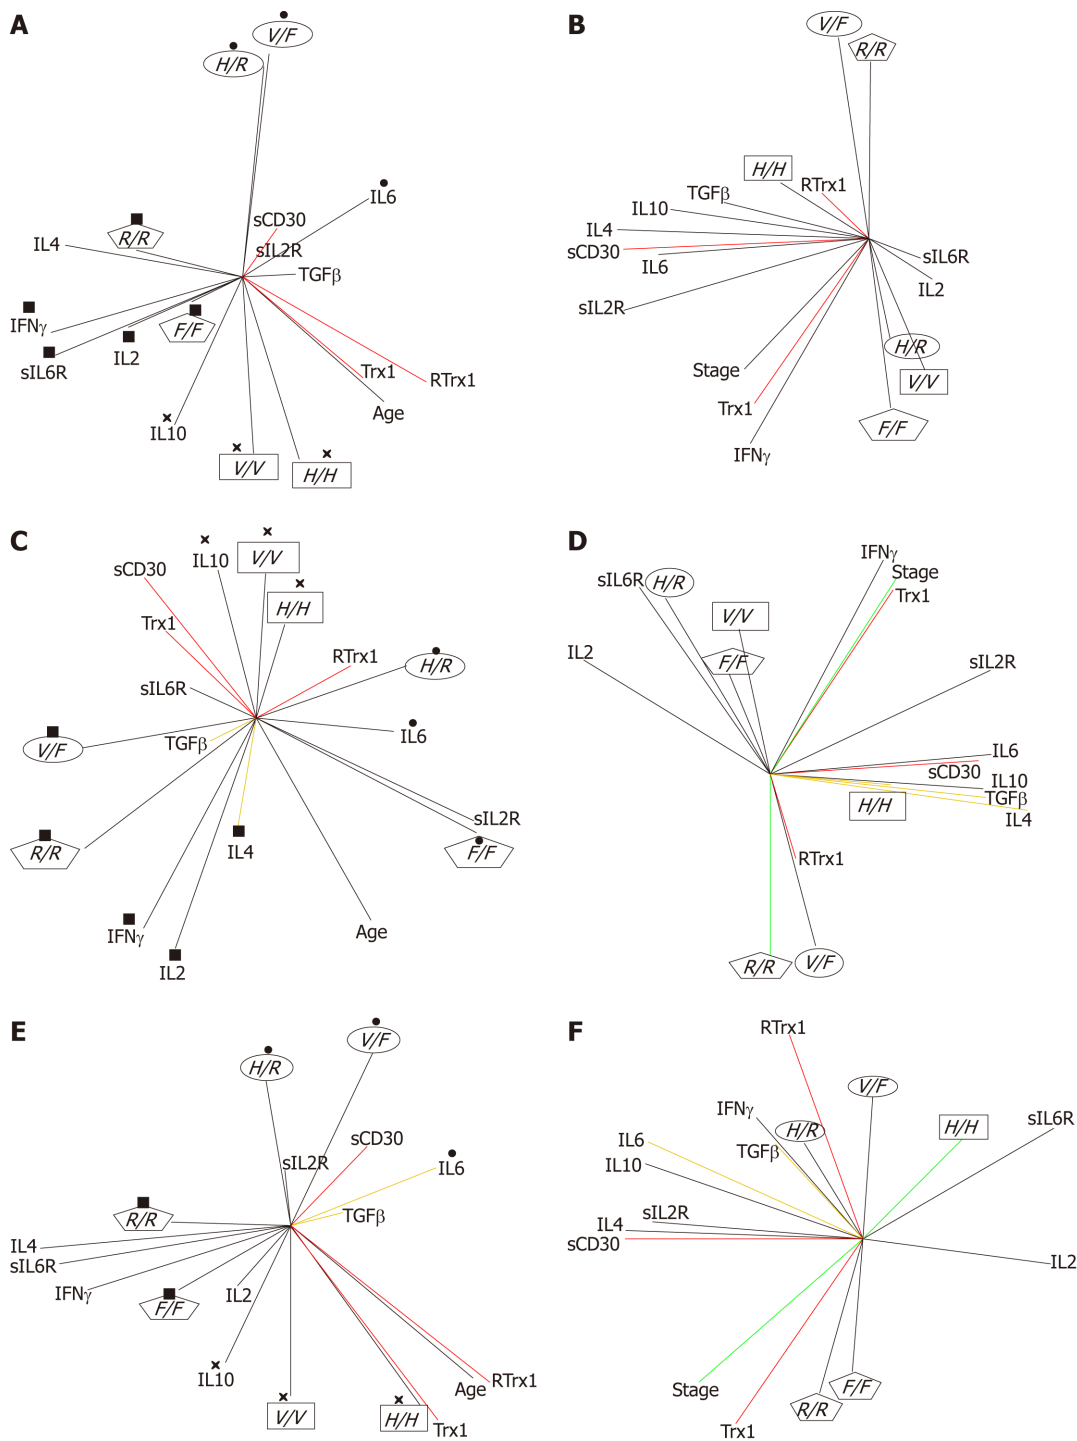 A
V/F
H/R
IL6
sCD30
R/R
IL4
sIL2R
TGFβ
IFNγ
F/F
IL2
sIL6R
Trx1
RTrx1
Age
IL10
V/V
H/H
B
V/F
R/R
H/H
RTrx1
TGFβ
IL10
IL4
sCD30
IL6
sIL6R
IL2
sIL2R
H/R
Stage
V/V
Trx1
F/F
IFNγ
C
IL10
V/V
sCD30
H/H
Trx1
RTrx1
H/R
sIL6R
V/F
TGFβ
IL6
sIL2R
R/R
IL4
F/F
IFNγ
Age
IL2
D
IFNγ
Stage
sIL6R
H/R
Trx1
V/V
IL2
F/F
sIL2R
IL6
sCD30
IL10
TGFβ
H/H
IL4
RTrx1
R/R
V/F
E
V/F
H/R
sCD30
sIL2R
IL6
R/R
TGFβ
IL4
sIL6R
IFNγ
F/F
IL2
IL10
Age
RTrx1
V/V
H/H
Trx1
F
RTrx1
V/F
IFNγ
sIL6R
H/R
H/H
IL6
TGFβ
IL10
sIL2R
IL4
sCD30
IL2
Stage
F/F
R/R
Trx1